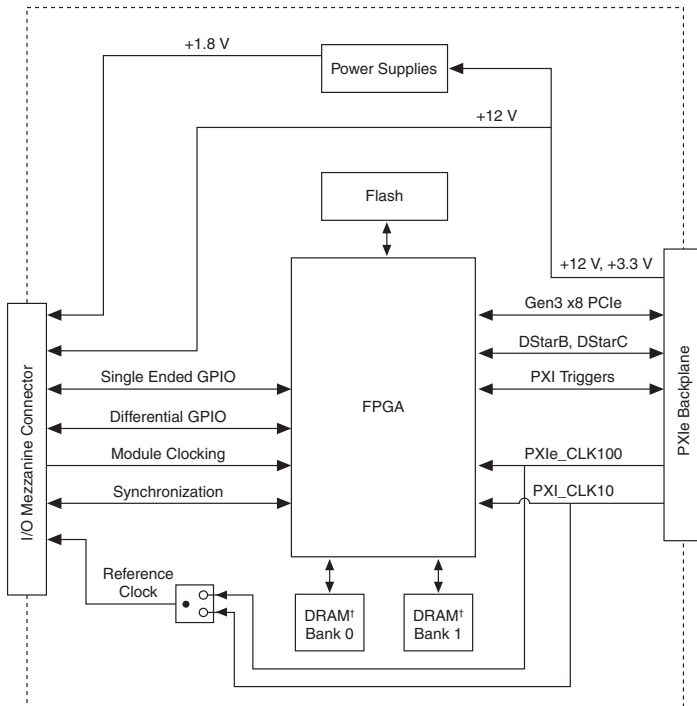 +1.8 V
Power Supplies
+12 V
Flash
+12 V, +3.3 V
Gen3 x8 PCIe
DStarB, DStarC
PXI Triggers
PXIe_CLK100
PXI_CLK10
PXIe Backplane
FPGA
I/O Mezzanine Connector
Single Ended GPIO
Differential GPIO
Module Clocking
Synchronization
Reference
Clock
DRAM†
Bank 0
DRAM†
Bank 1